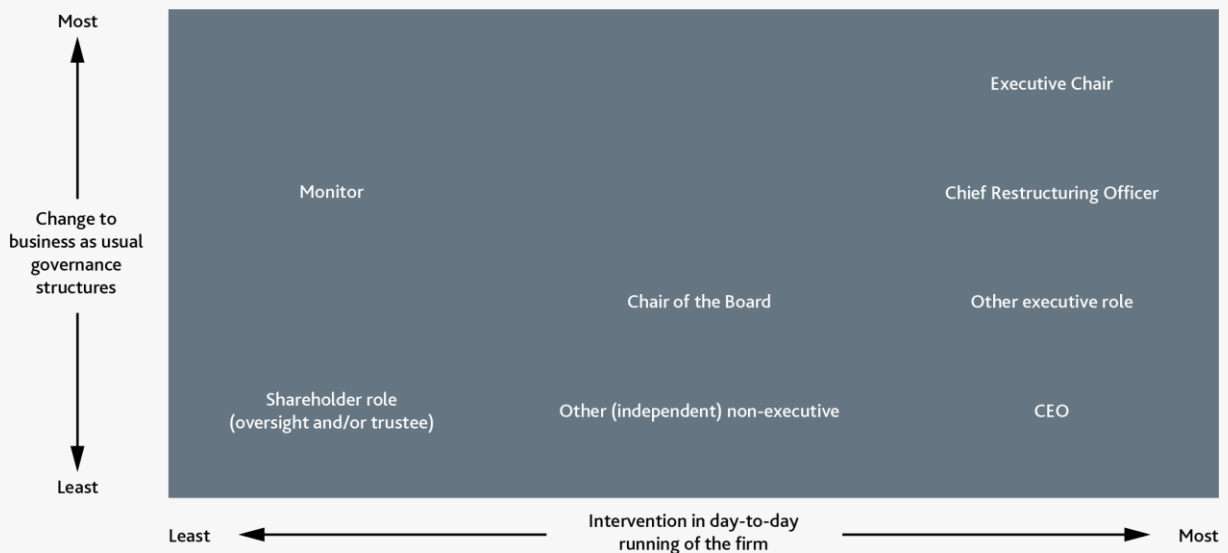 Most
Executive Chair
Monitor
Chief Restructuring Officer
Change to
business as usual
governance
structures
Chair of the Board
Other executive role
Shareholder role
(oversight and/or trustee)
Other (independent) non-executive
CEO
Least
Least
Intervention in day-to-day
running of the firm
Most